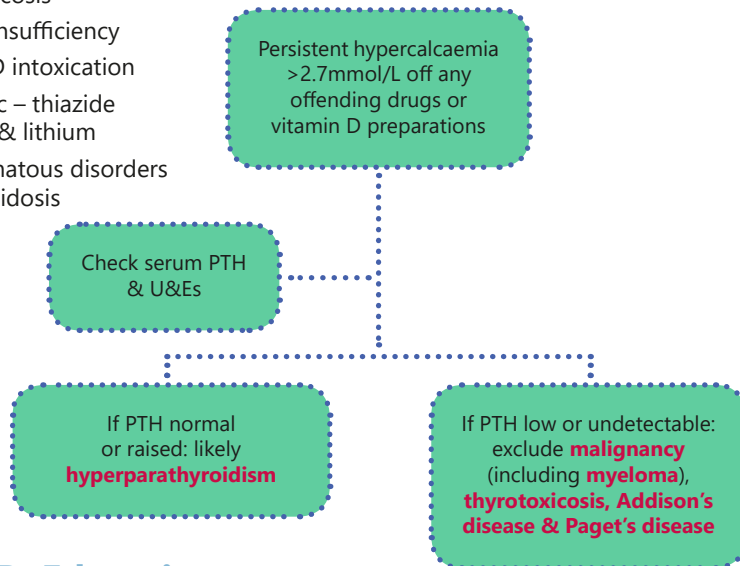 nsufficiency
intoxication
c – thiazide
& lithium
matous disorders
idosis
Persistent hypercalcaemia
>2.7mmol/L off any
offending drugs or
vitamin D preparations
Check serum PTH
& U&Es
If PTH normal
or raised: likely
hyperparathyroidism
If PTH low or undetectable:
exclude malignancy
(including myeloma),
thyrotoxicosis, Addison's
disease & Paget's disease